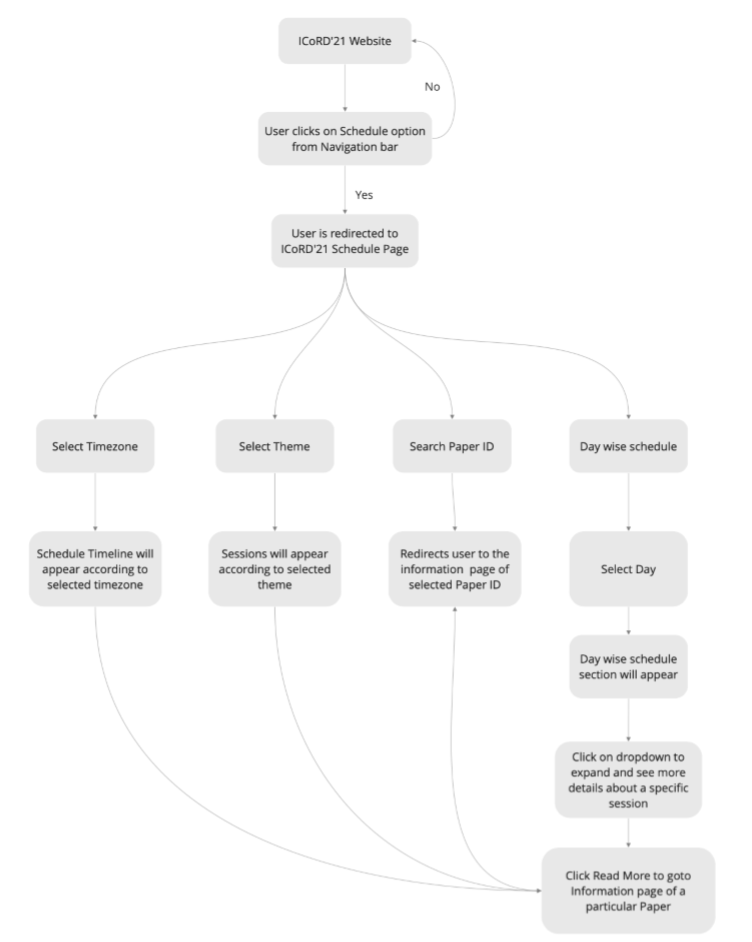 ICoRD'21 Website
No
User clicks on Schedule option
from Navigation bar
Yes
User is redirected to
ICoRD'21 Schedule Page
Select Timezone
Select Theme
Search Paper ID
Day wise schedule
Schedule Timeline will
appear according to
selected timezone
Sessions will appear
according to selected
theme
Redirects user to the
information page of
selected Paper ID
Select Day
Day wise schedule
section will appear
Click on dropdown to
expand and see more
details about a specific
session
Click Read More to goto
Information page of a
particular Paper